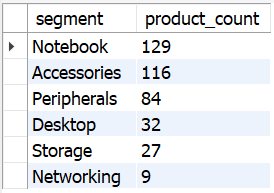 segment product_count
Notebook 129
Accessories 116
Peripherals 84
Desktop 32
Storage 27
Networking 9